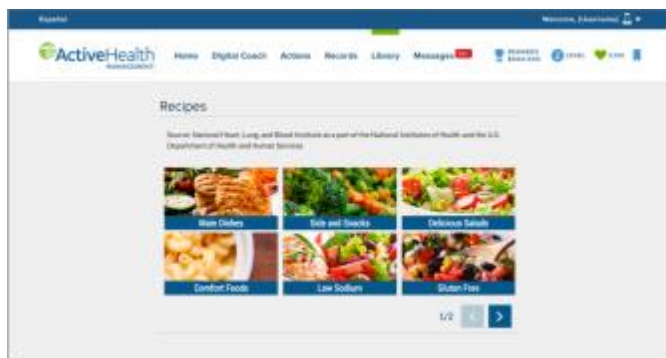 Español
Welcome, [Username]
ActiveHealth
MANAGEMENT
Home Digital Coach Actions Records Library Messages
REWARDS
LEVEL
Recipes
Source: National Heart, Lung, and Blood Institute as a part of the National Institutes of Health and the U.S.
Department of Health and Human Services
Main Dishes
Side and Snacks
Delicious Salads
Comfort Foods
Low Sodium
Gluten Free
1/2